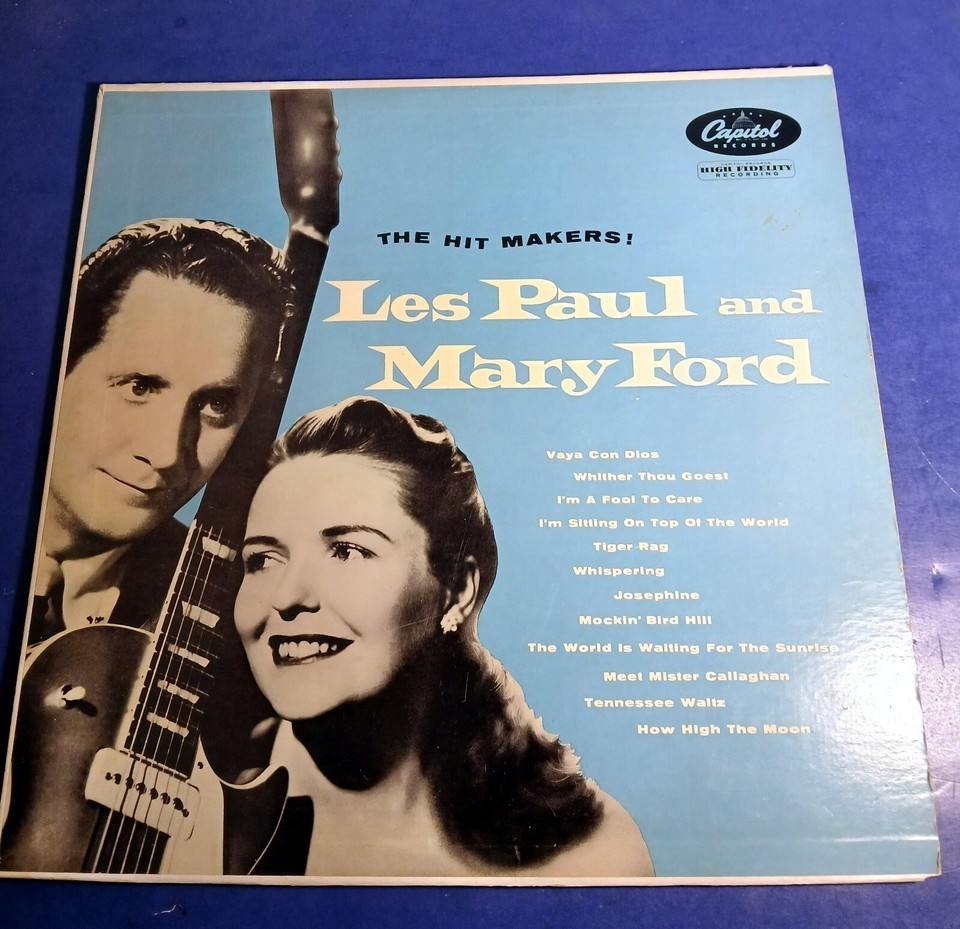 Capitol
RECORDS
CAPITOL RECORDS
HIGH FIDELITY
RECORDING
THE HIT MAKERS!
Les Paul and
Mary Ford
Vaya Con Dios
Whither Thou Goest
I'm A Fool To Care
I'm Sitting On Top Of The World
Tiger Rag
Whispering
Josephine
Mockin' Bird Hill
The World Is Waiting For The Sunrise
Meet Mister Callaghan
Tennessee Waltz
How High The Moon